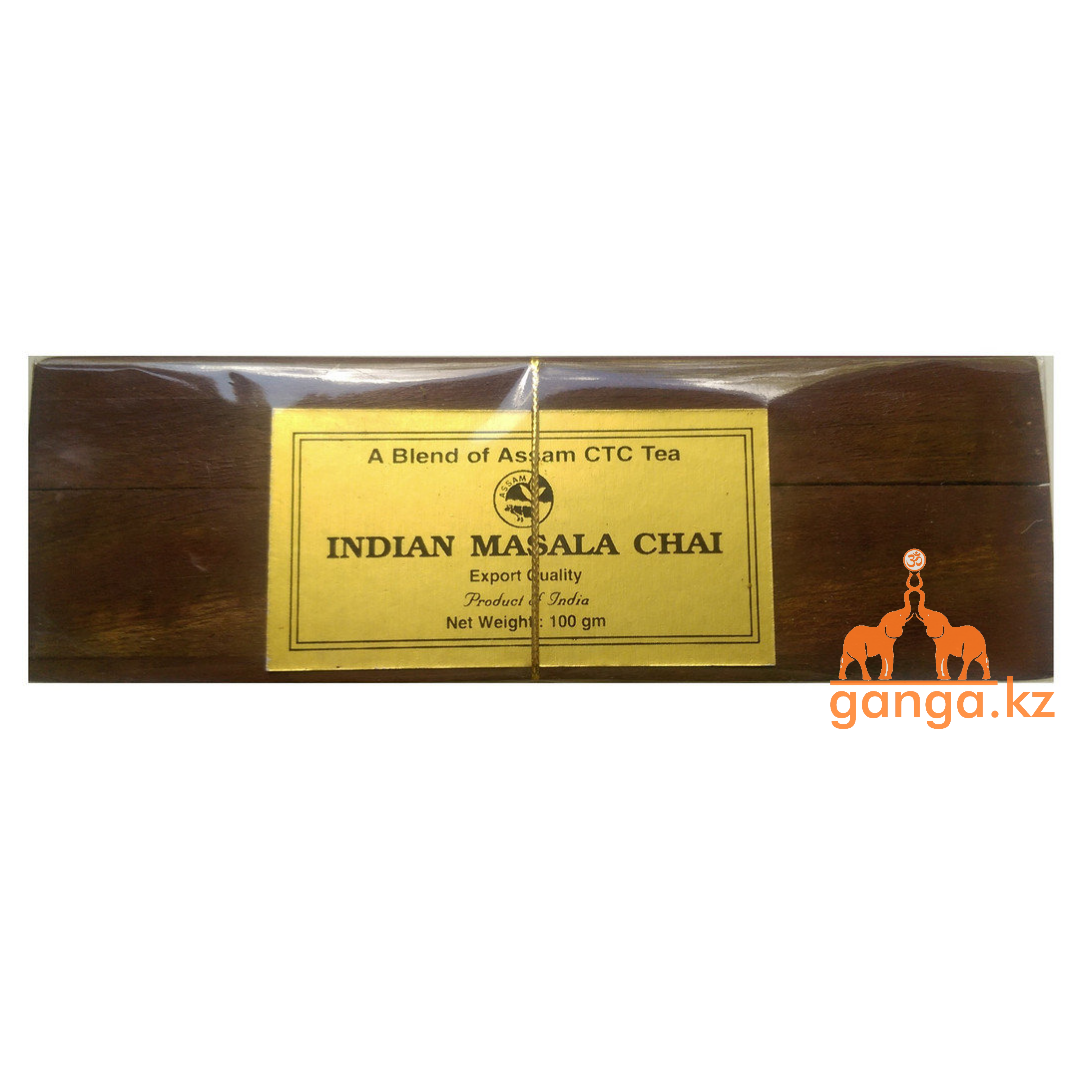 A Blend of Assam CTC Tea
ASSAM
INDIAN MASALA CHAI
Export Quality
Product of India
Net Weight : 100 gm
ॐ
ganga.kz